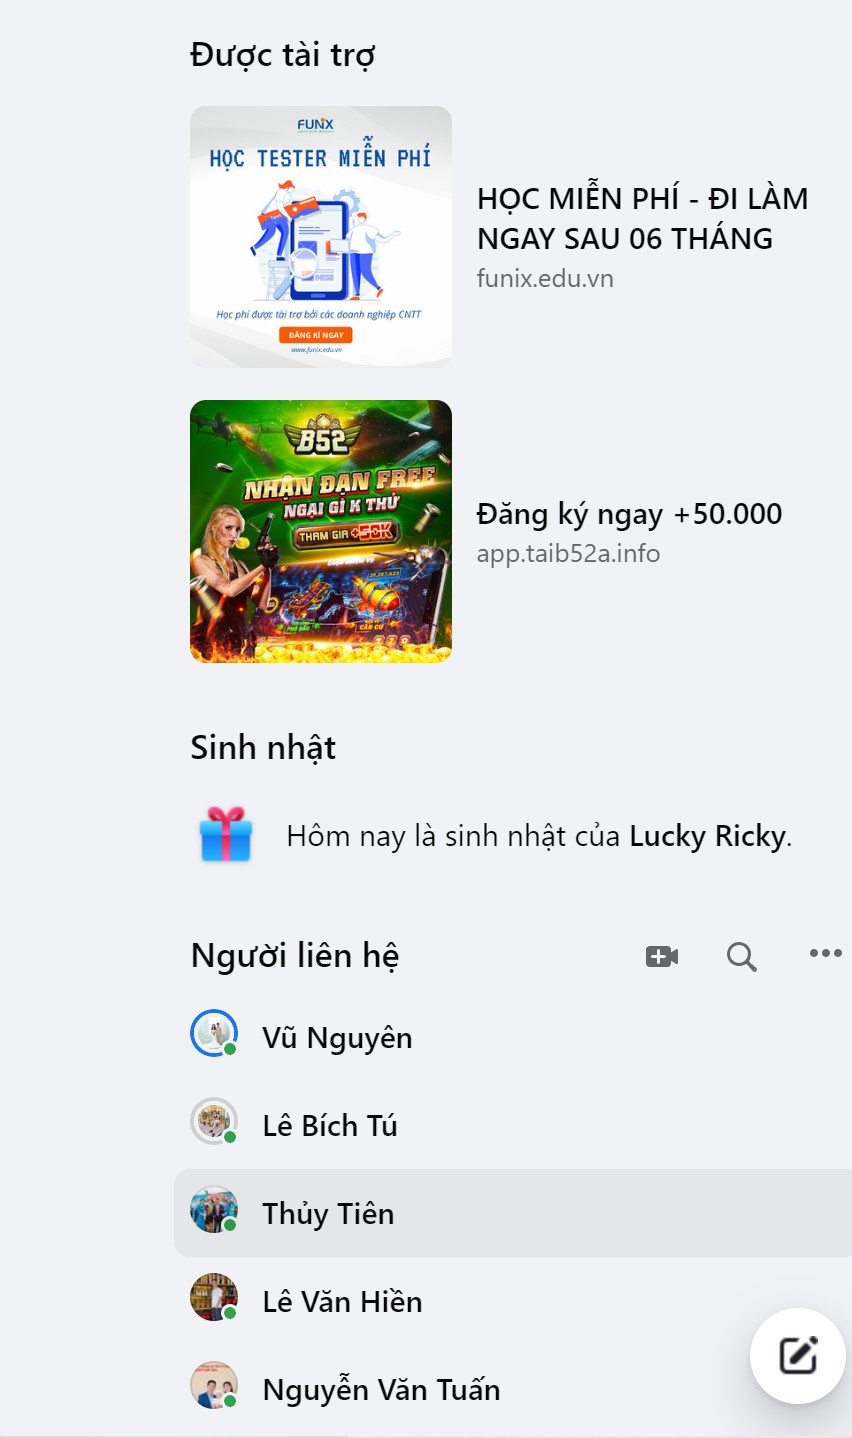 Được tài trợ
FUNiX
HỌC TESTER MIỄN PHÍ
Học phí được tài trợ bởi các doanh nghiệp CNTT
ĐĂNG KÍ NGAY
www.funix.edu.vn
HỌC MIỄN PHÍ - ĐI LÀM
NGAY SAU 06 THÁNG
funix.edu.vn
B52
NHẬN ĐẠN FREE
NGẠI GÌ K THỬ
THAM GIA +50K
Đăng ký ngay +50.000
app.taib52a.info
Sinh nhật
Hôm nay là sinh nhật của Lucky Ricky.
Người liên hệ
Vũ Nguyên
Lê Bích Tú
Thủy Tiên
Lê Văn Hiền
Nguyễn Văn Tuấn